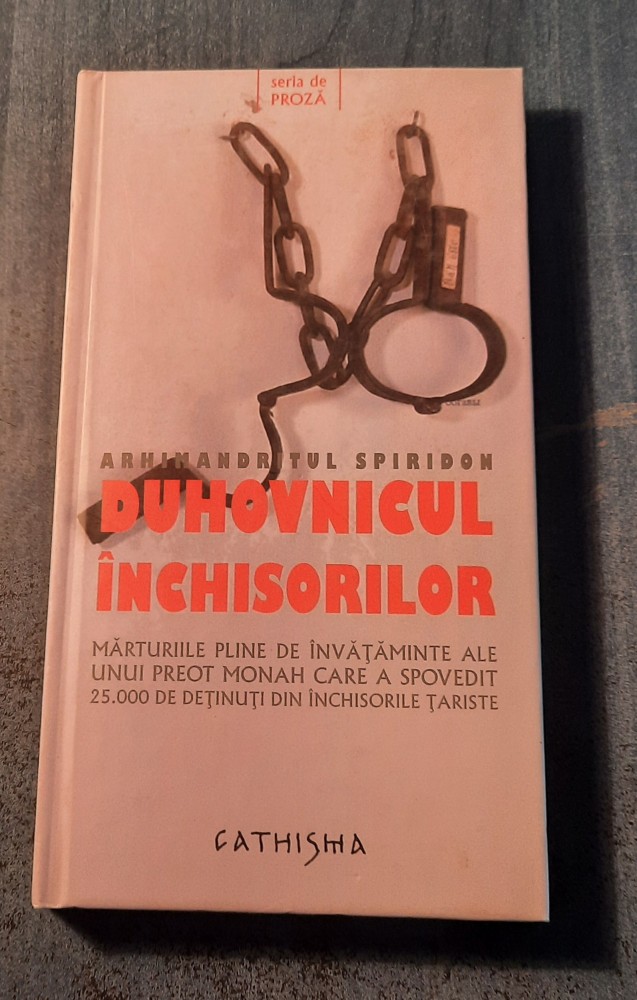 seria de
PROZĂ
ARHIMANDRITUL SPIRIDON
DUHOVNICUL
ÎNCHISORILOR
MĂRTURIILE PLINE DE ÎNVĂŢĂMINTE ALE
UNUI PREOT MONAH CARE A SPOVEDIT
25.000 DE DEŢINUŢI DIN ÎNCHISORILE ŢARISTE
CATHISMA